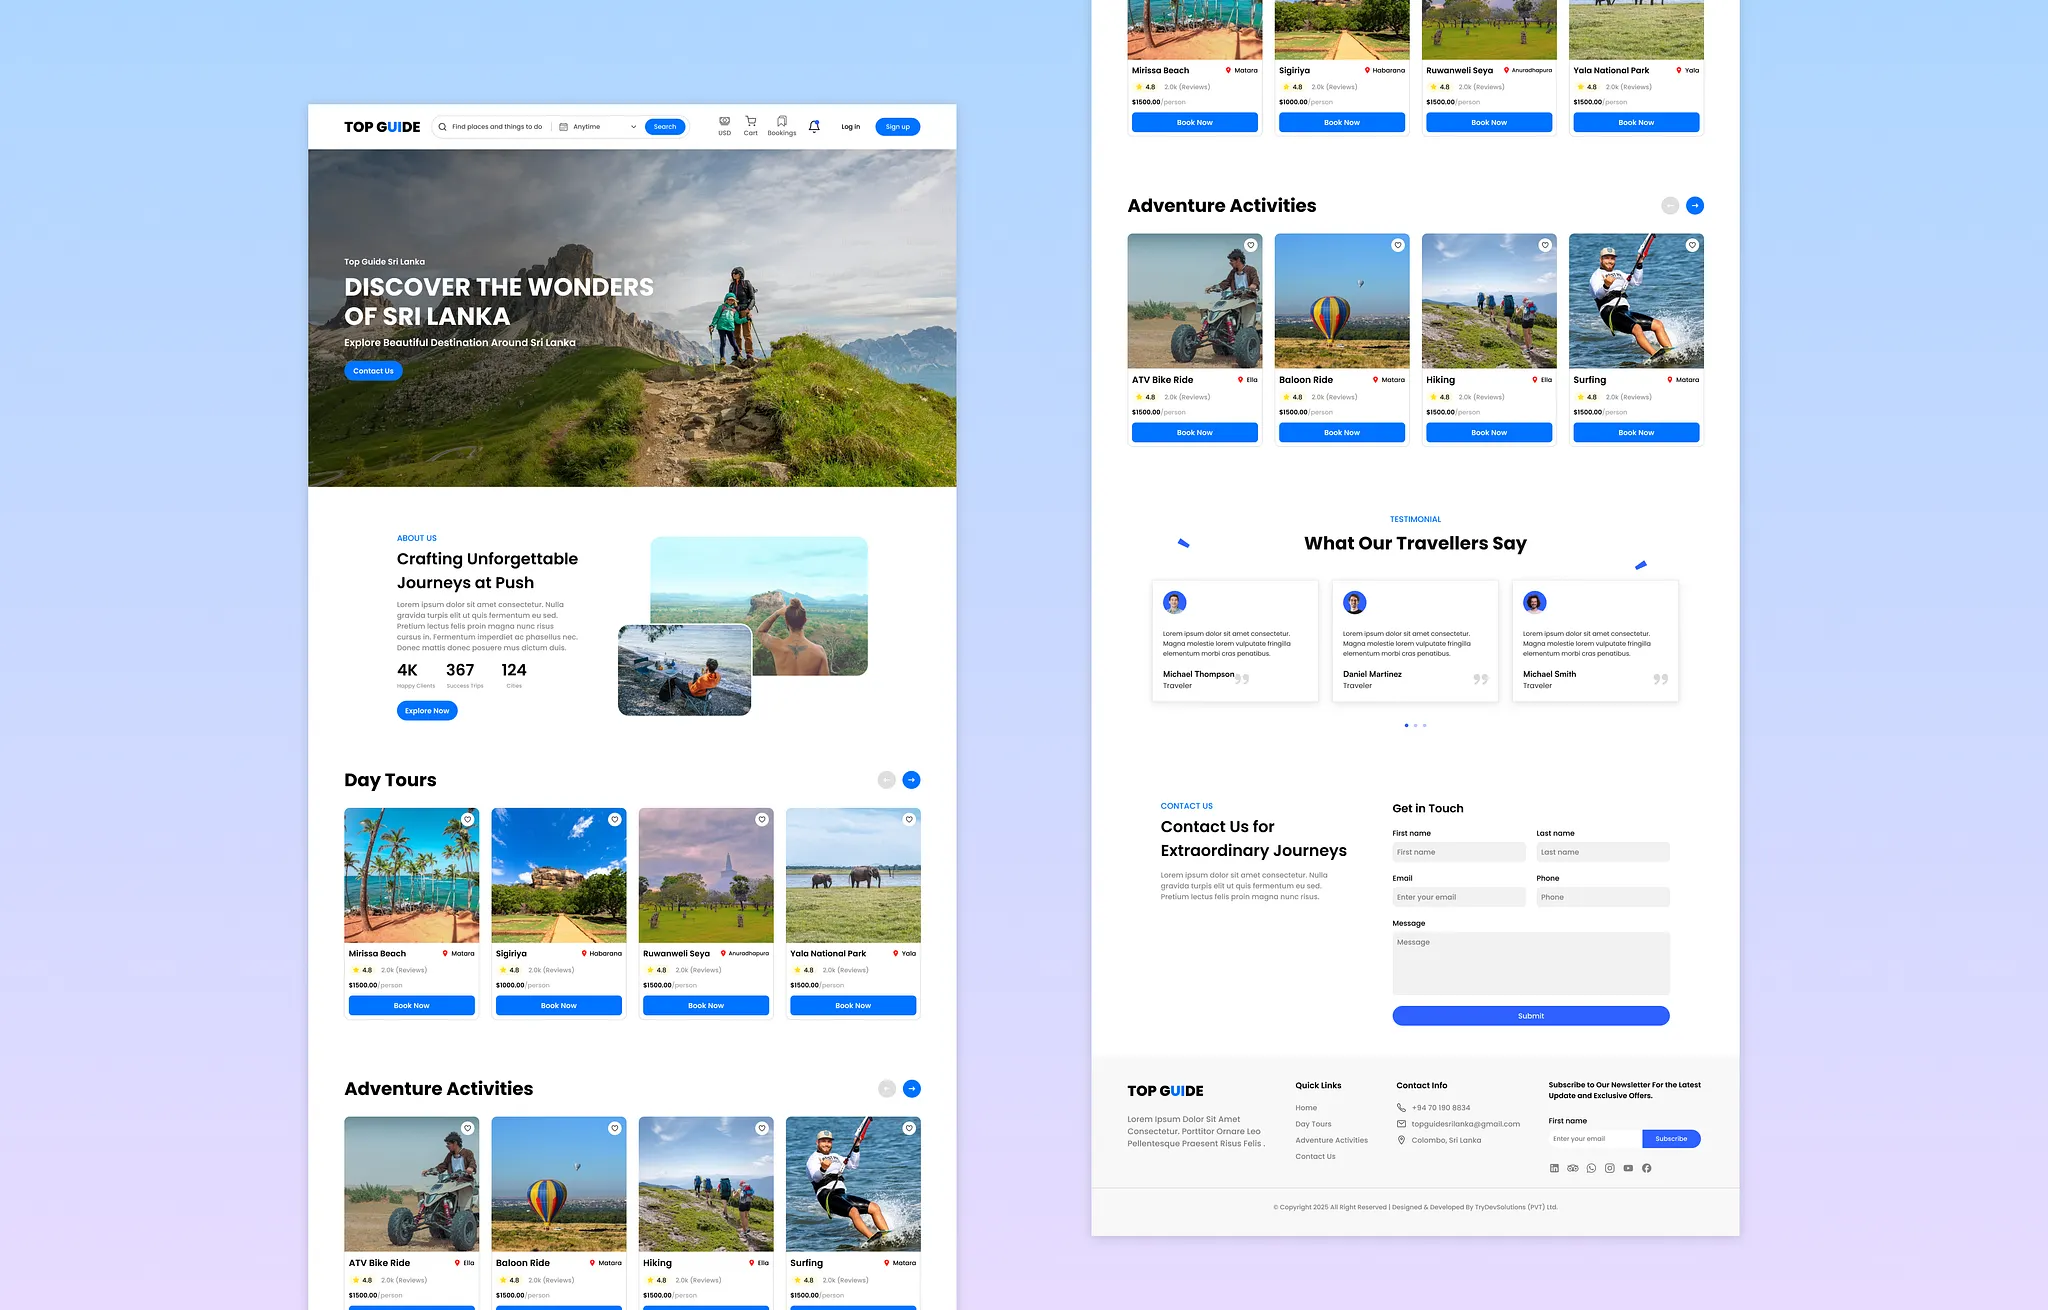 TOP GUIDE
Find places and things to do
Anytime
Search
USD
Cart
Bookings
Log in
Sign up
Top Guide Sri Lanka
DISCOVER THE WONDERS
OF SRI LANKA
Explore Beautiful Destination Around Sri Lanka
Contact Us
ABOUT US
Crafting Unforgettable
Journeys at Push
Lorem ipsum dolor sit amet consectetur. Nulla
gravida turpis elit ut quis fermentum eu sed.
Pretium lectus felis proin magna nunc risus
cursus in. Fermentum imperdiet ac phasellus nec.
Donec mattis donec posuere mus dictum duis.
4K 367 124
Happy Clients Success Trips Cities
Explore Now
Day Tours
Mirissa Beach Matara
4.8 2.0k (Reviews)
$1500.00/person
Book Now
Sigiriya Habarana
4.8 2.0k (Reviews)
$1000.00/person
Book Now
Ruwanweli Seya Anuradhapura
4.8 2.0k (Reviews)
$1500.00/person
Book Now
Yala National Park Yala
4.8 2.0k (Reviews)
$1500.00/person
Book Now
Adventure Activities
ATV Bike Ride Ella
4.8 2.0k (Reviews)
$1500.00/person
Baloon Ride Matara
4.8 2.0k (Reviews)
$1500.00/person
Hiking Ella
4.8 2.0k (Reviews)
$1500.00/person
Surfing Matara
4.8 2.0k (Reviews)
$1500.00/person
Mirissa Beach Matara
4.8 2.0k (Reviews)
$1500.00/person
Book Now
Sigiriya Habarana
4.8 2.0k (Reviews)
$1000.00/person
Book Now
Ruwanweli Seya Anuradhapura
4.8 2.0k (Reviews)
$1500.00/person
Book Now
Yala National Park Yala
4.8 2.0k (Reviews)
$1500.00/person
Book Now
Adventure Activities
ATV Bike Ride Ella
4.8 2.0k (Reviews)
$1500.00/person
Book Now
Baloon Ride Matara
4.8 2.0k (Reviews)
$1500.00/person
Book Now
Hiking Ella
4.8 2.0k (Reviews)
$1500.00/person
Book Now
Surfing Matara
4.8 2.0k (Reviews)
$1500.00/person
Book Now
TESTIMONIAL
What Our Travellers Say
Lorem ipsum dolor sit amet consectetur.
Magna molestie lorem vulputate fringilla
elementum morbi cras penatibus.
Michael Thompson
Traveler
Lorem ipsum dolor sit amet consectetur.
Magna molestie lorem vulputate fringilla
elementum morbi cras penatibus.
Daniel Martinez
Traveler
Lorem ipsum dolor sit amet consectetur.
Magna molestie lorem vulputate fringilla
elementum morbi cras penatibus.
Michael Smith
Traveler
CONTACT US
Contact Us for
Extraordinary Journeys
Lorem ipsum dolor sit amet consectetur. Nulla
gravida turpis elit ut quis fermentum eu sed.
Pretium lectus felis proin magna nunc risus.
Get in Touch
First name Last name
First name Last name
Email Phone
Enter your email Phone
Message
Message
Submit
TOP GUIDE
Lorem Ipsum Dolor Sit Amet
Consectetur. Porttitor Ornare Leo
Pellentesque Praesent Risus Felis .
Quick Links
Home
Day Tours
Adventure Activities
Contact Us
Contact Info
+94 70 190 8834
topguidesrilanka@gmail.com
Colombo, Sri Lanka
Subscribe to Our Newsletter For the Latest
Update and Exclusive Offers.
First name
Enter your email Subscribe
© Copyright 2025 All Right Reserved | Designed & Developed By TryDevSolutions (PVT) Ltd.